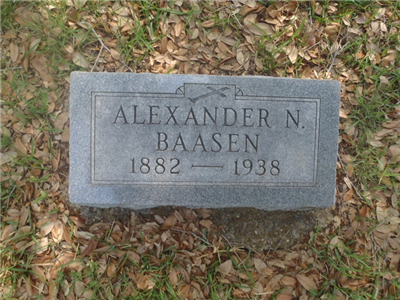 ALEXANDER N.
BAASEN
1882 — 1938